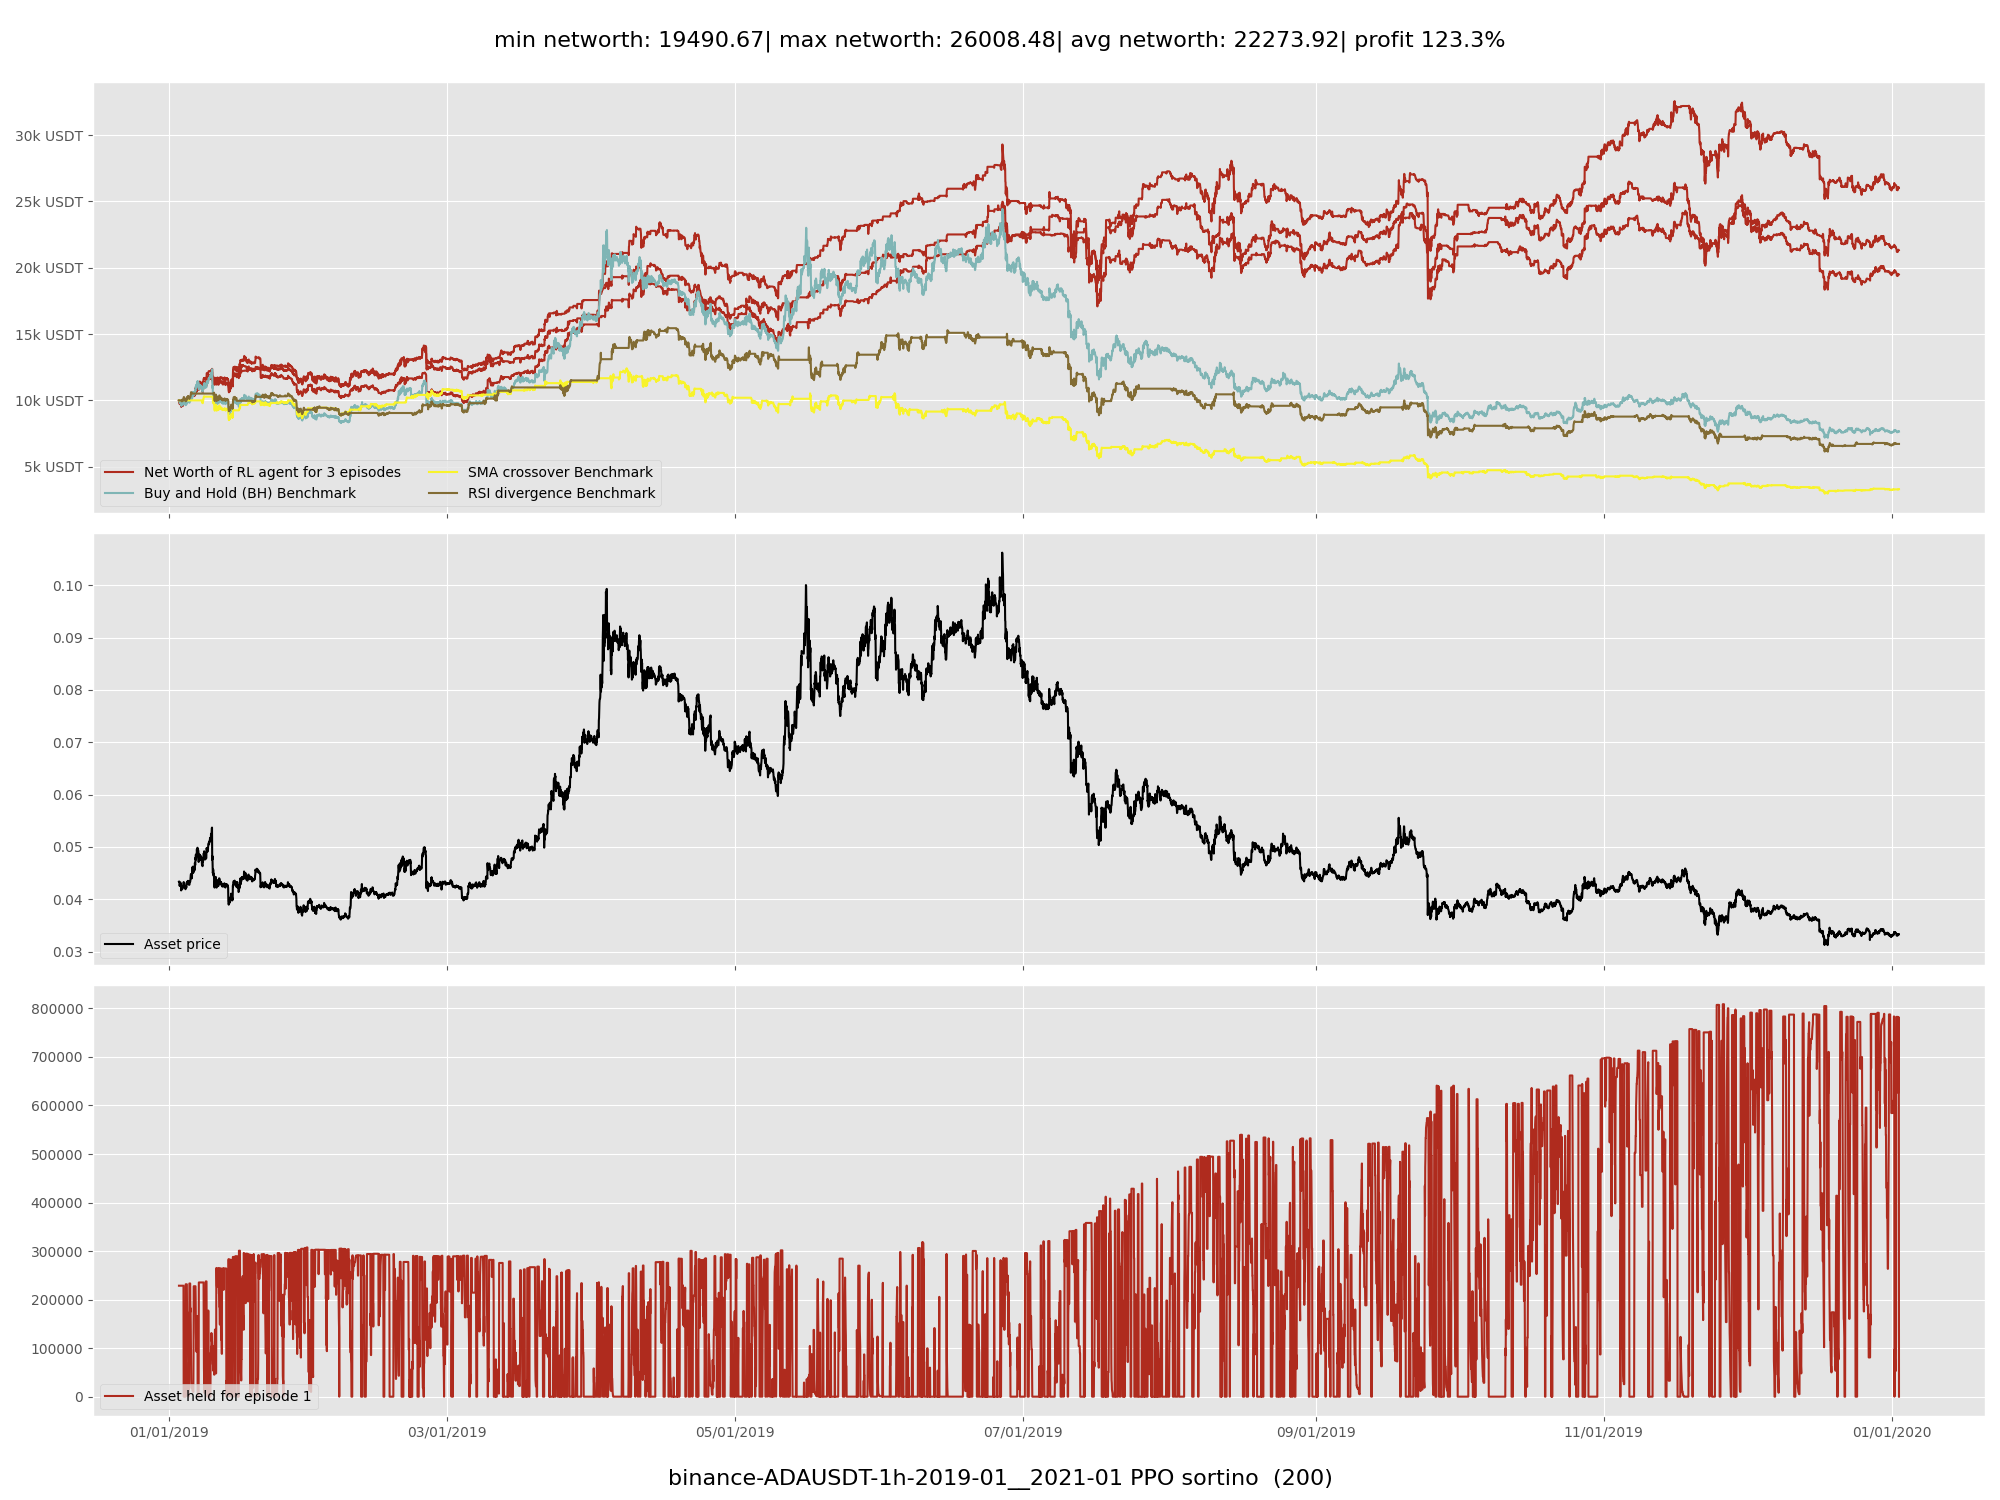 min networth: 19490.67| max networth: 26008.48| avg networth: 22273.92| profit 123.3%
30k USDT
25k USDT
20k USDT
15k USDT
10k USDT
5k USDT
Net Worth of RL agent for 3 episodes
Buy and Hold (BH) Benchmark
SMA crossover Benchmark
RSI divergence Benchmark
0.10
0.09
0.08
0.07
0.06
0.05
0.04
0.03
Asset price
800000
700000
600000
500000
400000
300000
200000
100000
0
Asset held for episode 1
01/01/2019
03/01/2019
05/01/2019
07/01/2019
09/01/2019
11/01/2019
01/01/2020
binance-ADAUSDT-1h-2019-01__2021-01 PPO sortino  (200)